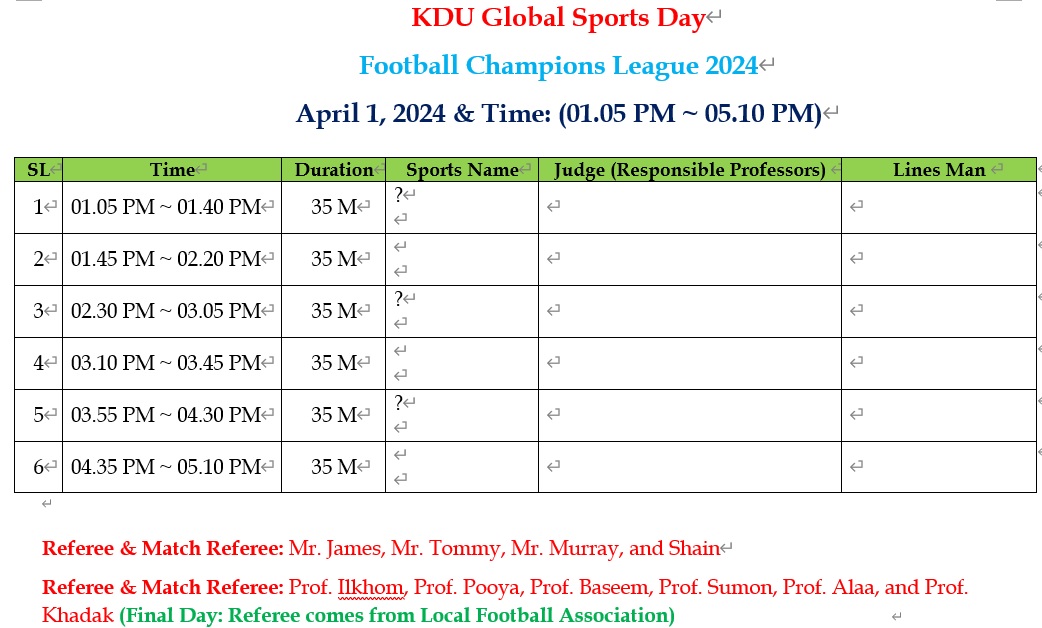 KDU Global Sports Day
Football Champions League 2024
April 1, 2024 & Time: (01.05 PM ~ 05.10 PM)
SL Time Duration Sports Name Judge (Responsible Professors) Lines Man
1 01.05 PM ~ 01.40 PM 35 M ?
2 01.45 PM ~ 02.20 PM 35 M
3 02.30 PM ~ 03.05 PM 35 M ?
4 03.10 PM ~ 03.45 PM 35 M
5 03.55 PM ~ 04.30 PM 35 M ?
6 04.35 PM ~ 05.10 PM 35 M
Referee & Match Referee: Mr. James, Mr. Tommy, Mr. Murray, and Shain
Referee & Match Referee: Prof. Ilkhom, Prof. Pooya, Prof. Baseem, Prof. Sumon, Prof. Alaa, and Prof.
Khadak (Final Day: Referee comes from Local Football Association)